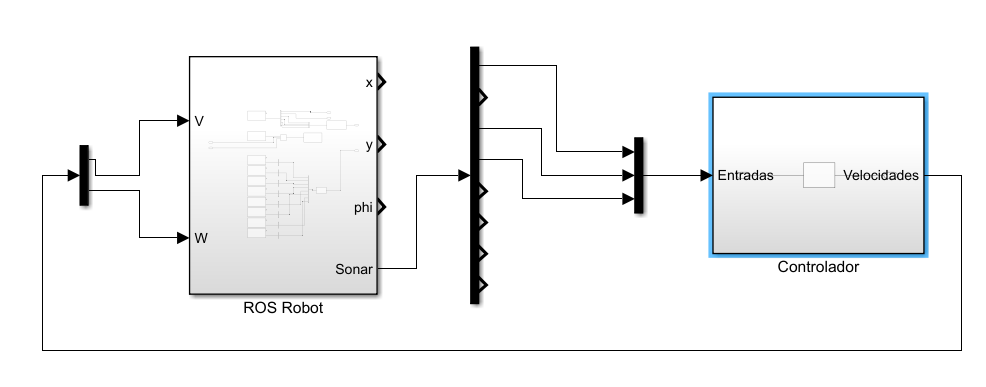 x
V
y
phi
W
Sonar
ROS Robot
Entradas
Velocidades
Controlador